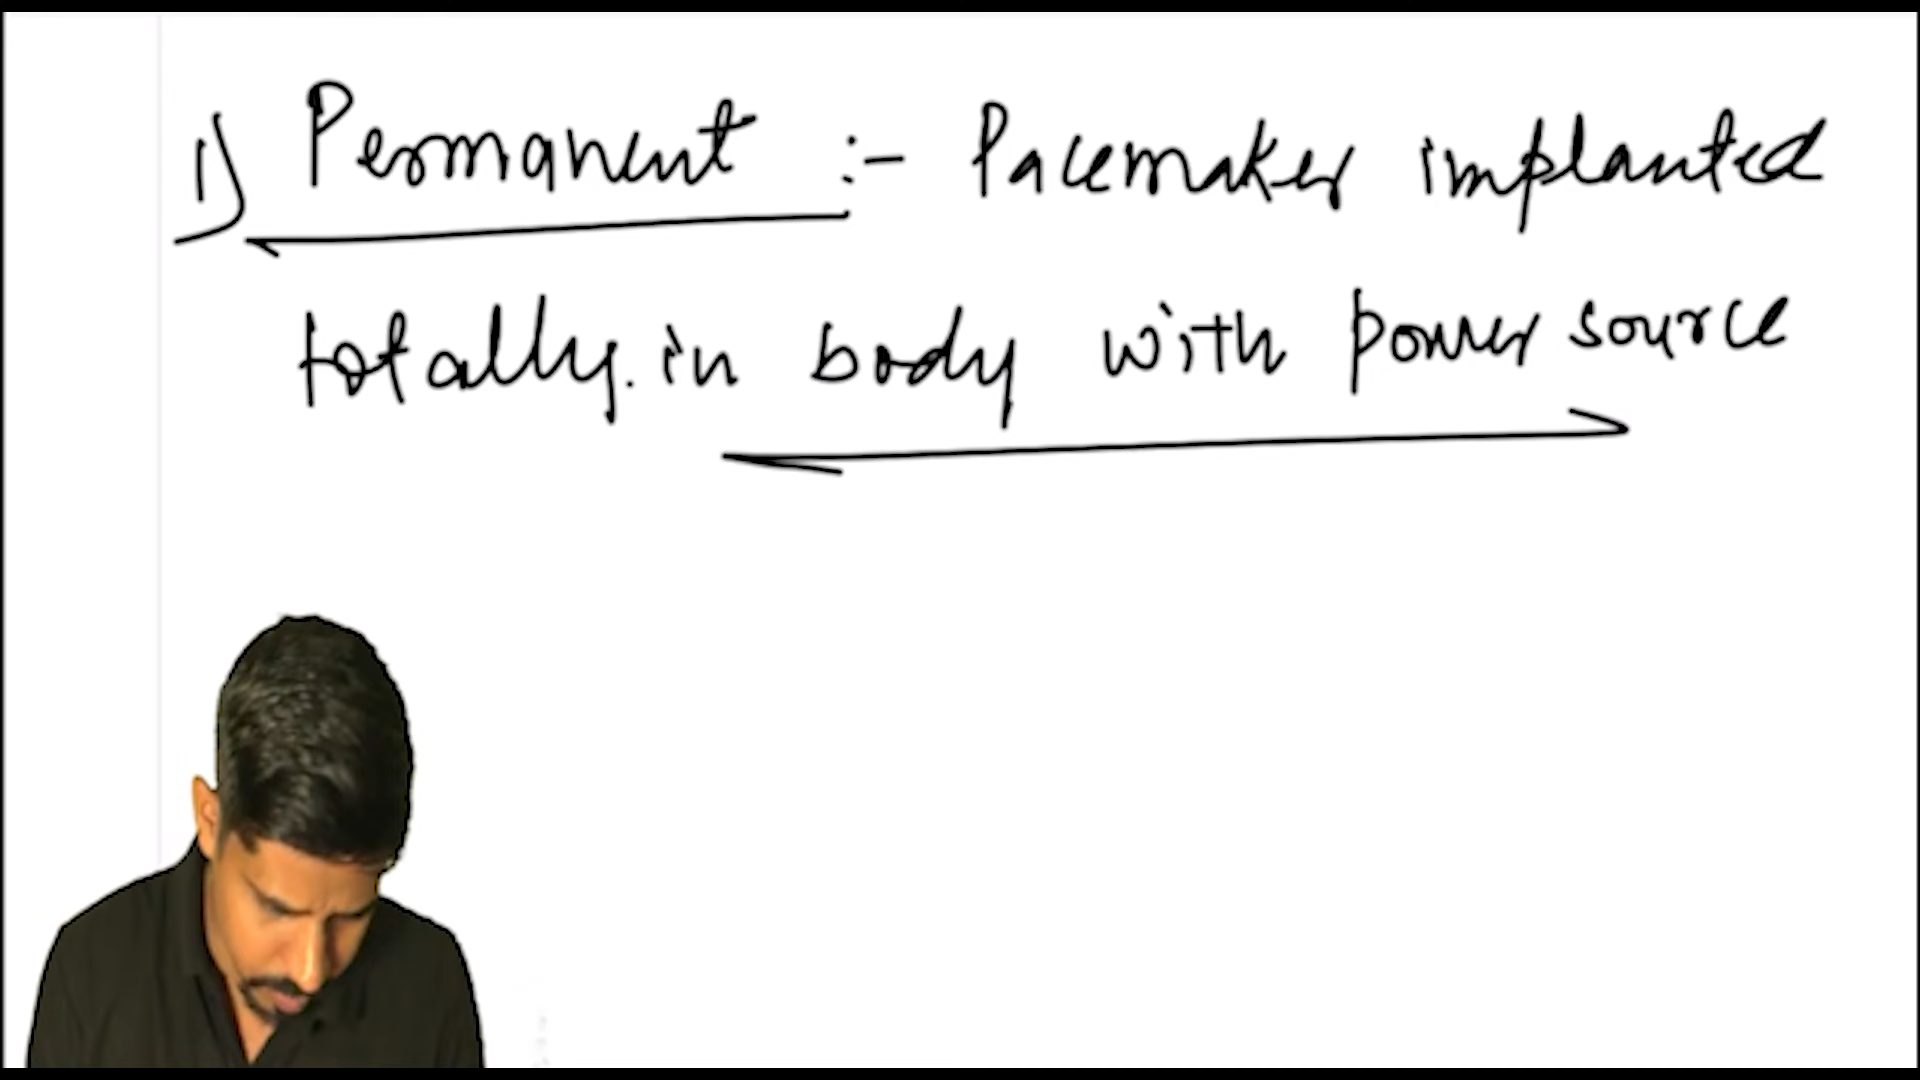 1) Permanent :- Pacemaker implanted
totally in body with power source